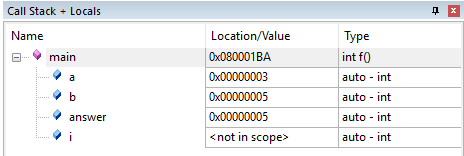 Call Stack + Locals
Name Location/Value Type
main 0x080001BA int f()
a 0x00000003 auto - int
b 0x00000005 auto - int
answer 0x00000005 auto - int
i <not in scope> auto - int